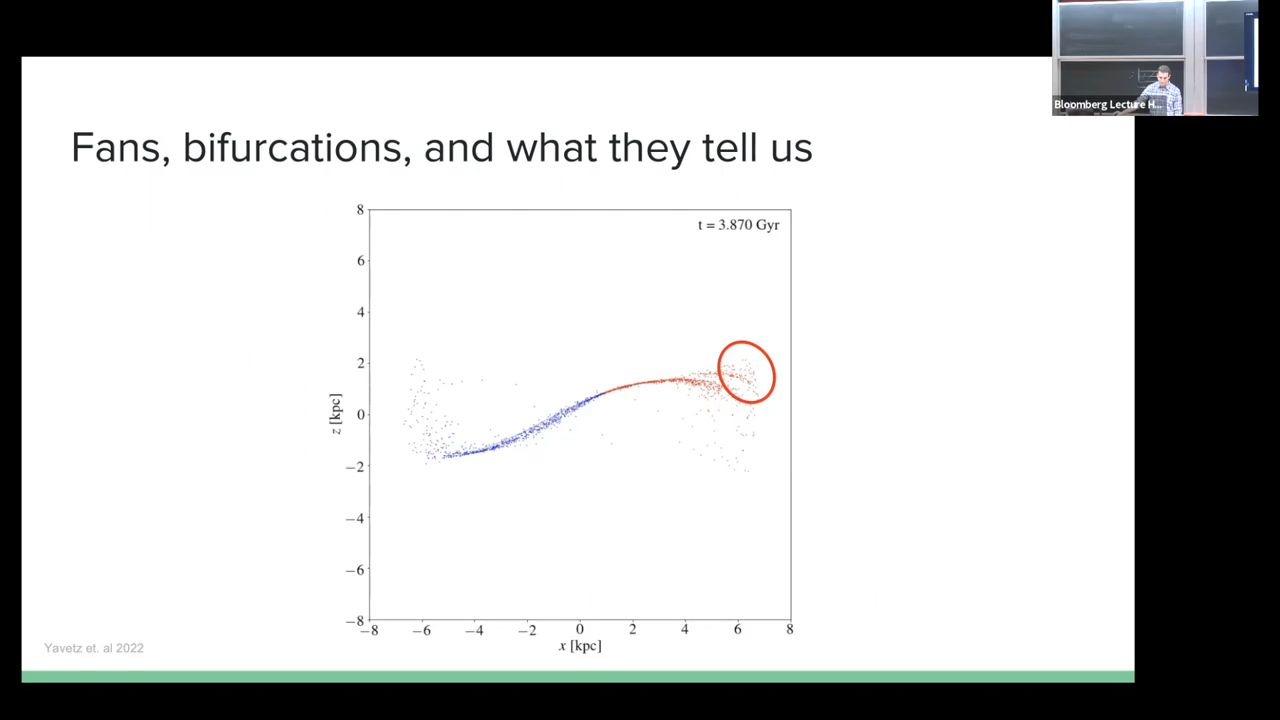 Bloomberg Lecture H...
Fans, bifurcations, and what they tell us
t = 3.870 Gyr
8
6
4
2
0
−2
−4
−6
−8
z [kpc]
−8 −6 −4 −2 0 2 4 6 8
x [kpc]
Yavetz et. al 2022